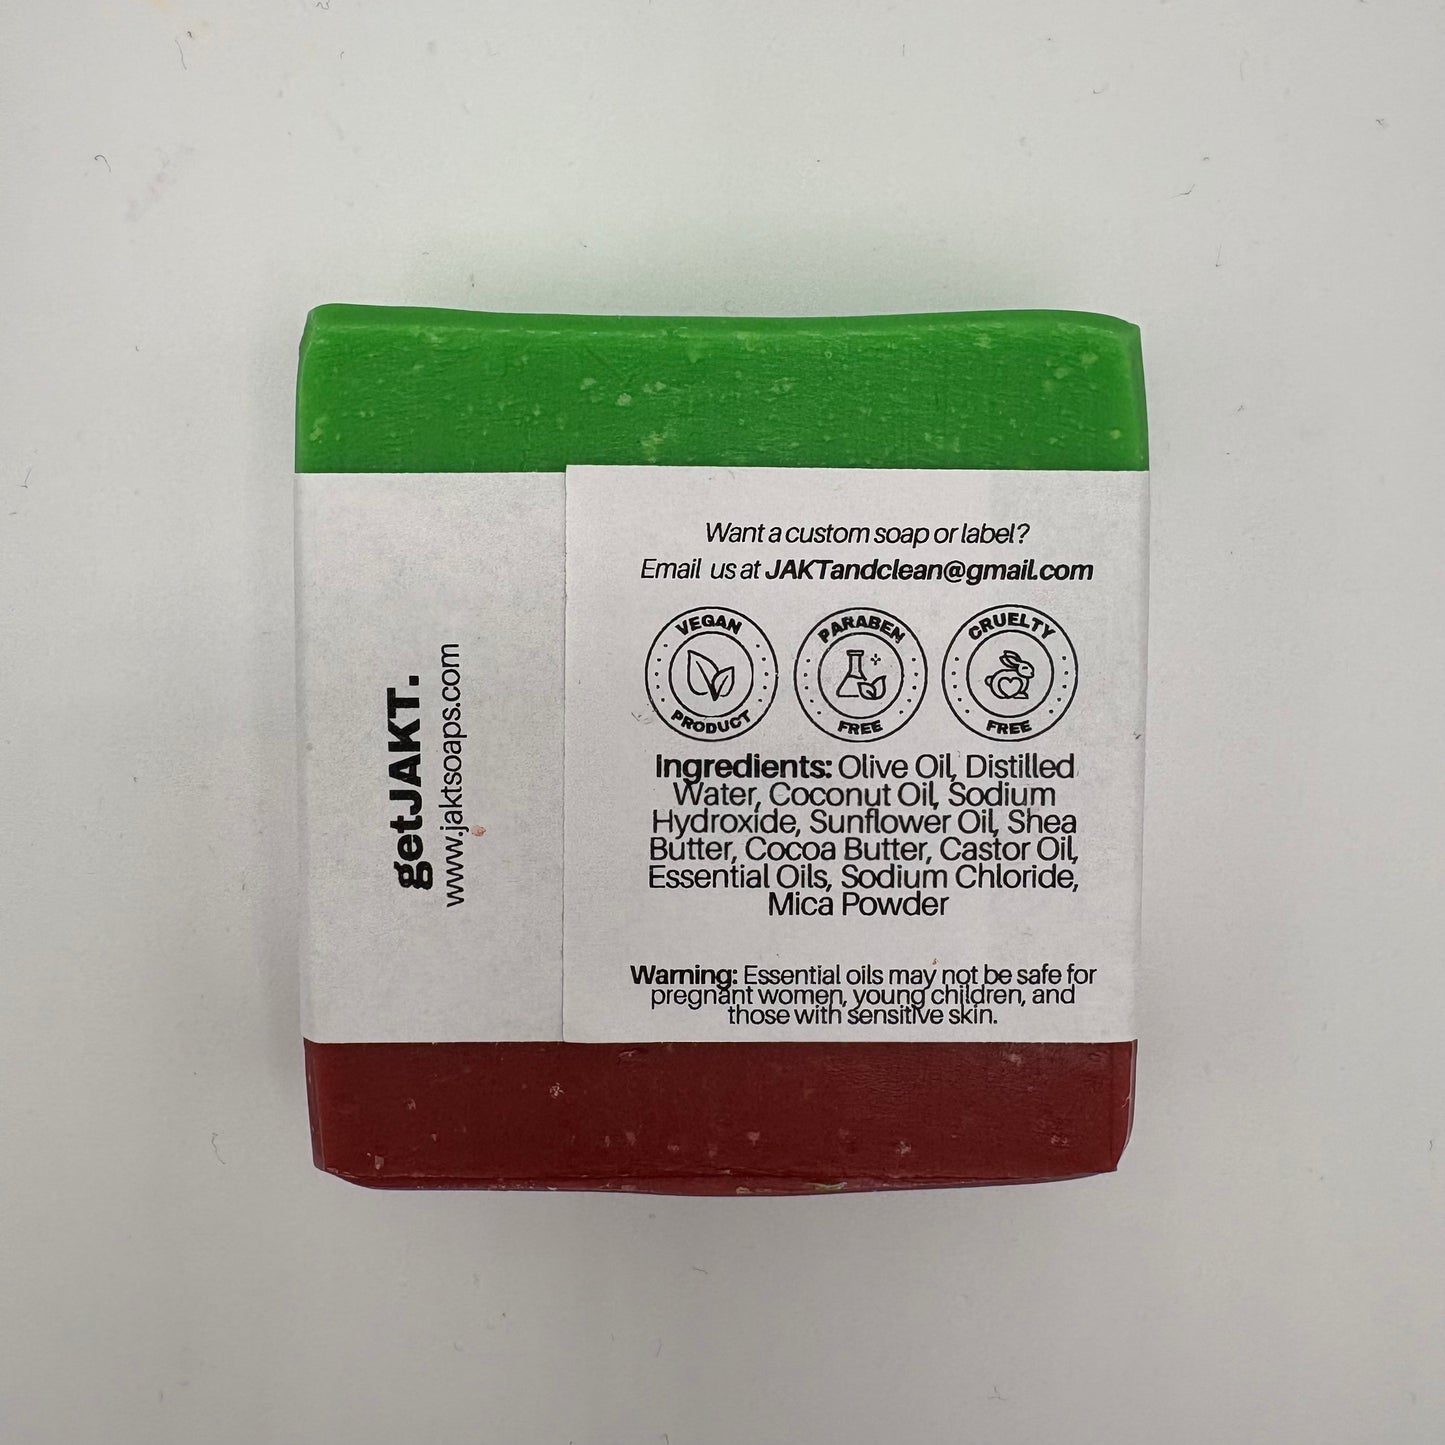 getJAKT.
www.jaktsoaps.com
Want a custom soap or label?
Email us at JAKTandclean@gmail.com
VEGAN
PRODUCT
PARABEN
FREE
CRUELTY
FREE
Ingredients: Olive Oil, Distilled
Water, Coconut Oil, Sodium
Hydroxide, Sunflower Oil, Shea
Butter, Cocoa Butter, Castor Oil,
Essential Oils, Sodium Chloride,
Mica Powder
Warning: Essential oils may not be safe for
pregnant women, young children, and
those with sensitive skin.